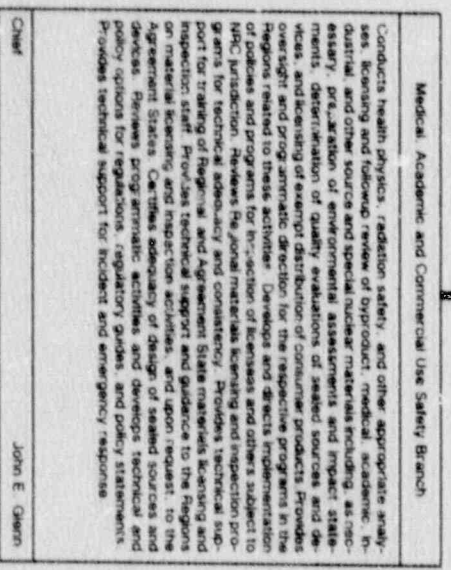 Medical, Academic and Commercial Use Safety Branch
Conducts health physics, radiation safety, and other appropriate analy-
ses, licensing and followup review of byproduct, medical, academic, in-
dustrial, and other source and special nuclear materials including, as nec-
essary, preparation of environmental assessments and impact state-
ments, determination of quality evaluations of sealed sources and de-
vices, and licensing of exempt distribution of consumer products. Provides
oversight and programmatic direction for the respective programs in the
Regions related to these activities. Develops and directs implementation
of policies and programs for inspection of licensees and others subject to
NRC jurisdiction. Reviews Regional materials licensing and inspection pro-
grams for technical adequacy and consistency. Provides technical sup-
port for training of Regional and Agreement State materials licensing and
inspection staff. Provides technical support and guidance to the Regions
on material licensing and inspection activities, and upon request, to the
Agreement States. Certifies adequacy of design of sealed sources and
devices. Reviews programmatic activities and develops technical and
policy options for regulations, regulatory guides, and policy statements.
Provides technical support for incident and emergency response
Chief John E. Glenn